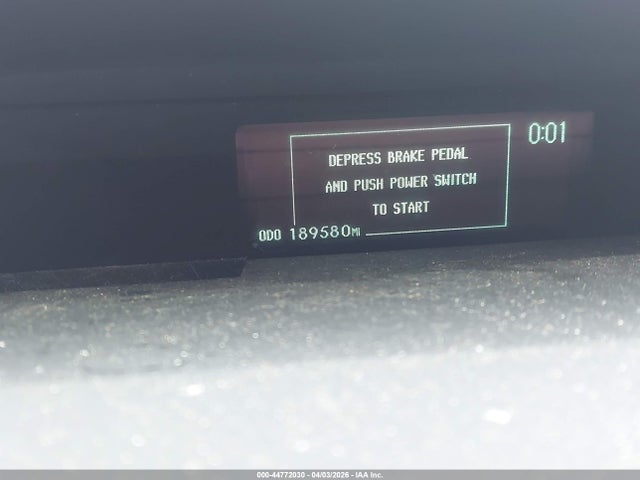 0:01
DEPRESS BRAKE PEDAL
AND PUSH POWER SWITCH
TO START
ODO 189580MI
000-44772030 - 04/03/2026 - IAA Inc.